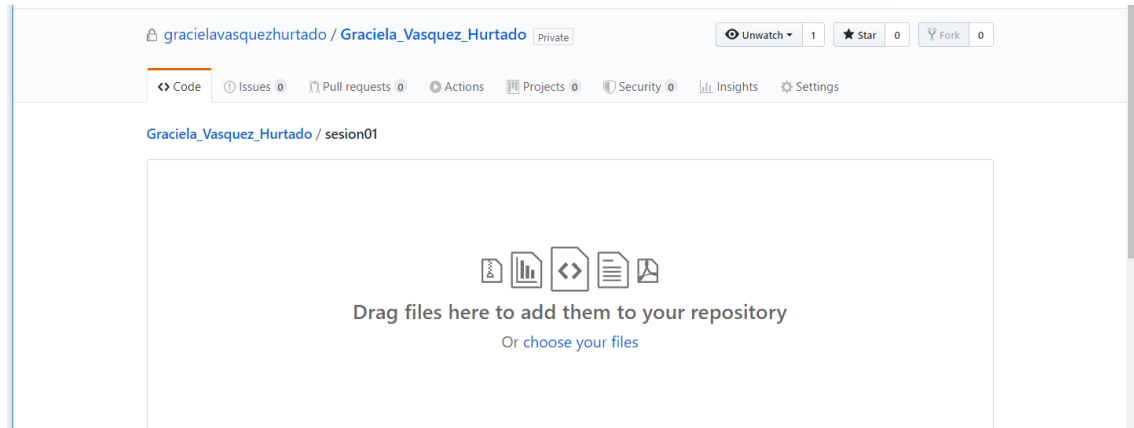 gracielavasquezhurtado / Graciela_Vasquez_Hurtado Private Unwatch 1 Star 0 Fork 0
Code Issues 0 Pull requests 0 Actions Projects 0 Security 0 Insights Settings
Graciela_Vasquez_Hurtado / sesion01
Drag files here to add them to your repository
Or choose your files